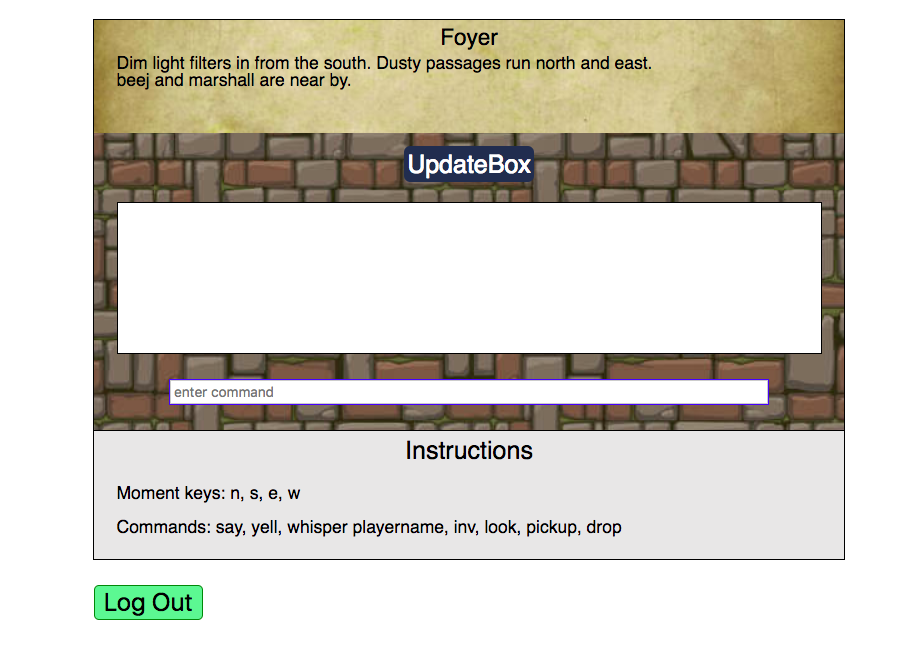 Foyer
Dim light filters in from the south. Dusty passages run north and east.
beej and marshall are near by.
UpdateBox
enter command
Instructions
Moment keys: n, s, e, w
Commands: say, yell, whisper playername, inv, look, pickup, drop
Log Out